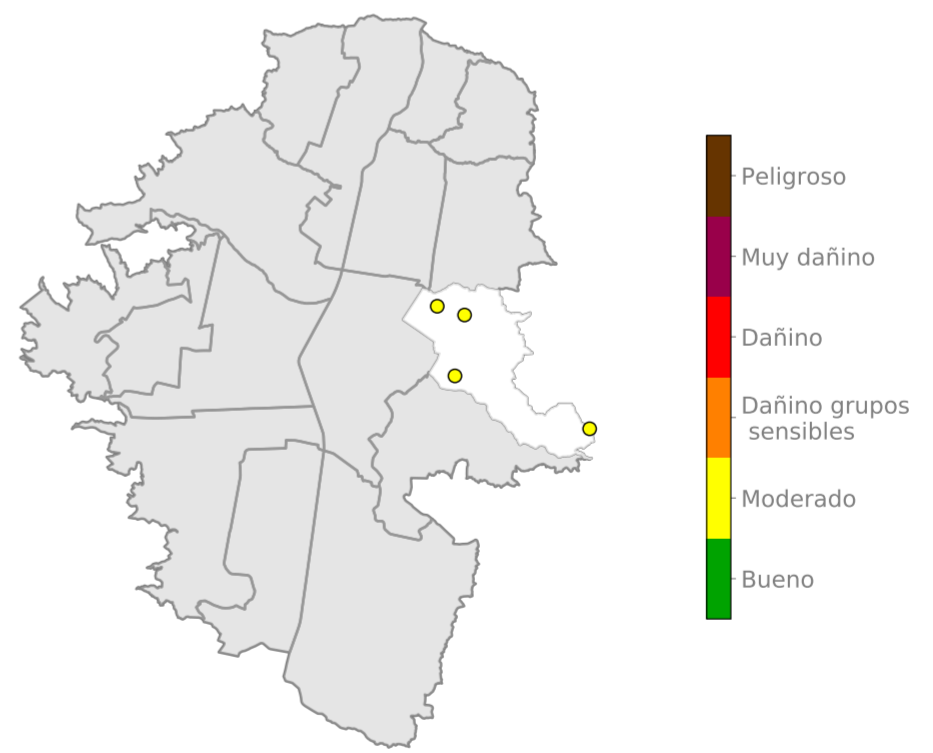 Peligroso
Muy dañino
Dañino
Dañino grupos
sensibles
Moderado
Bueno